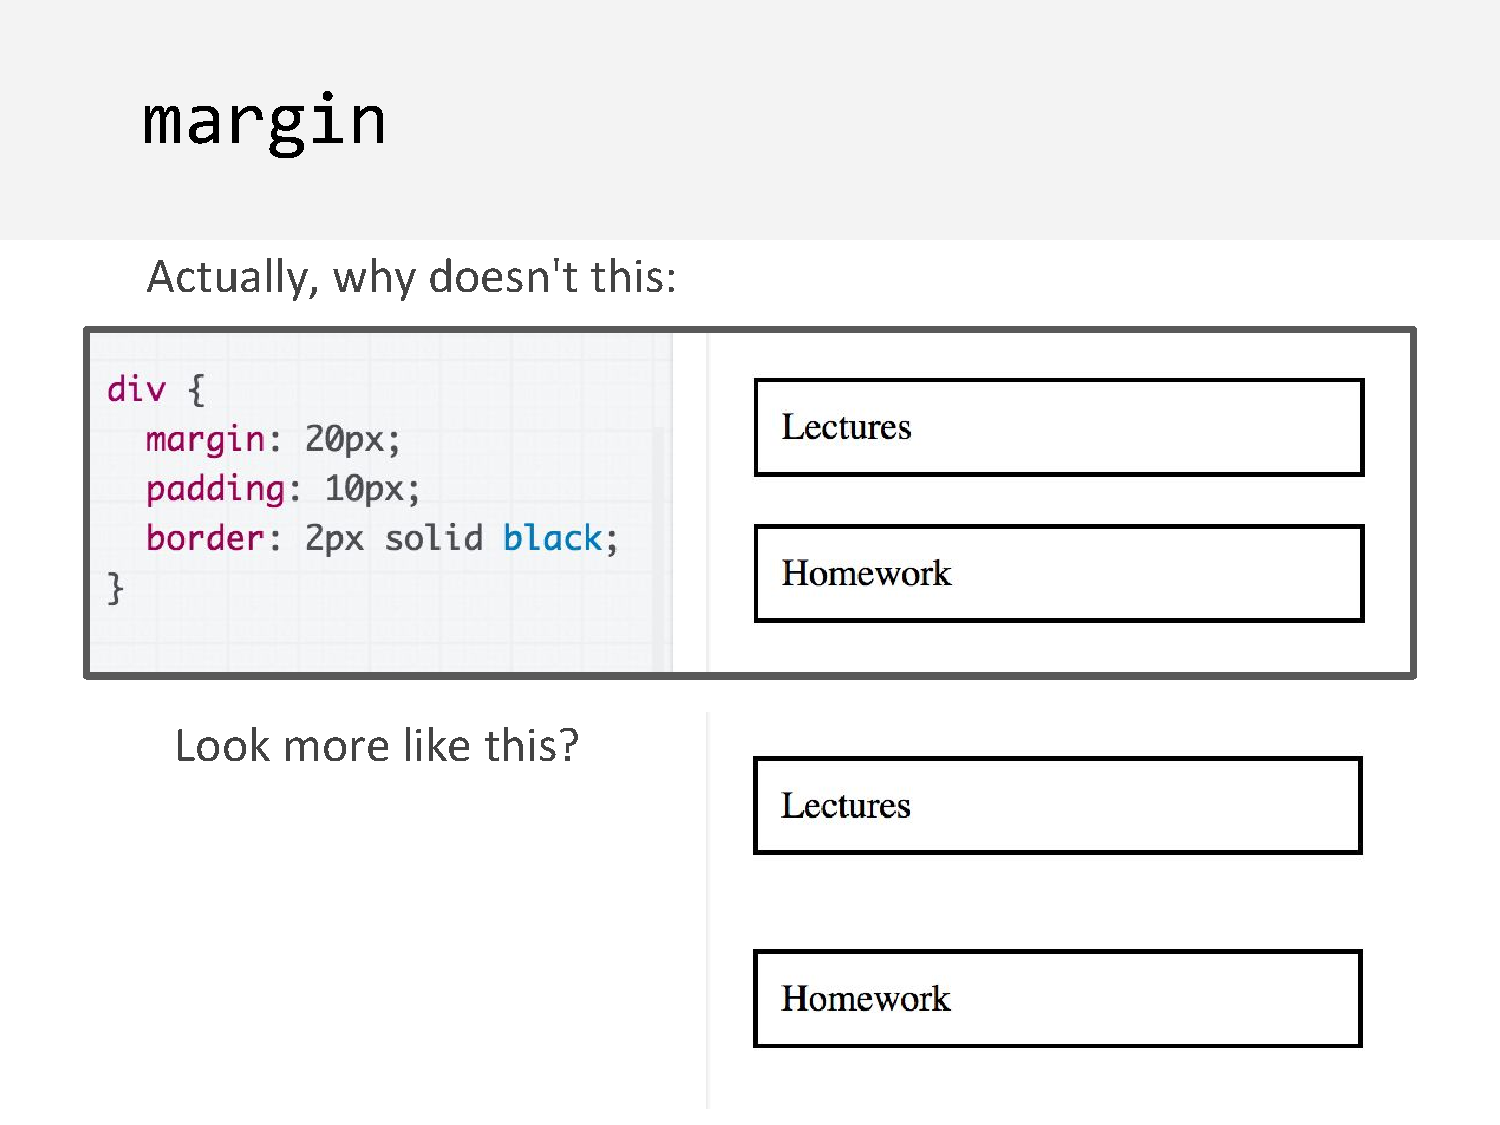 margin
Actually, why doesn't this:
div {
margin: 20px;
padding: 10px;
border: 2px solid black;
}
Lectures
Homework
Look more like this?
Lectures
Homework